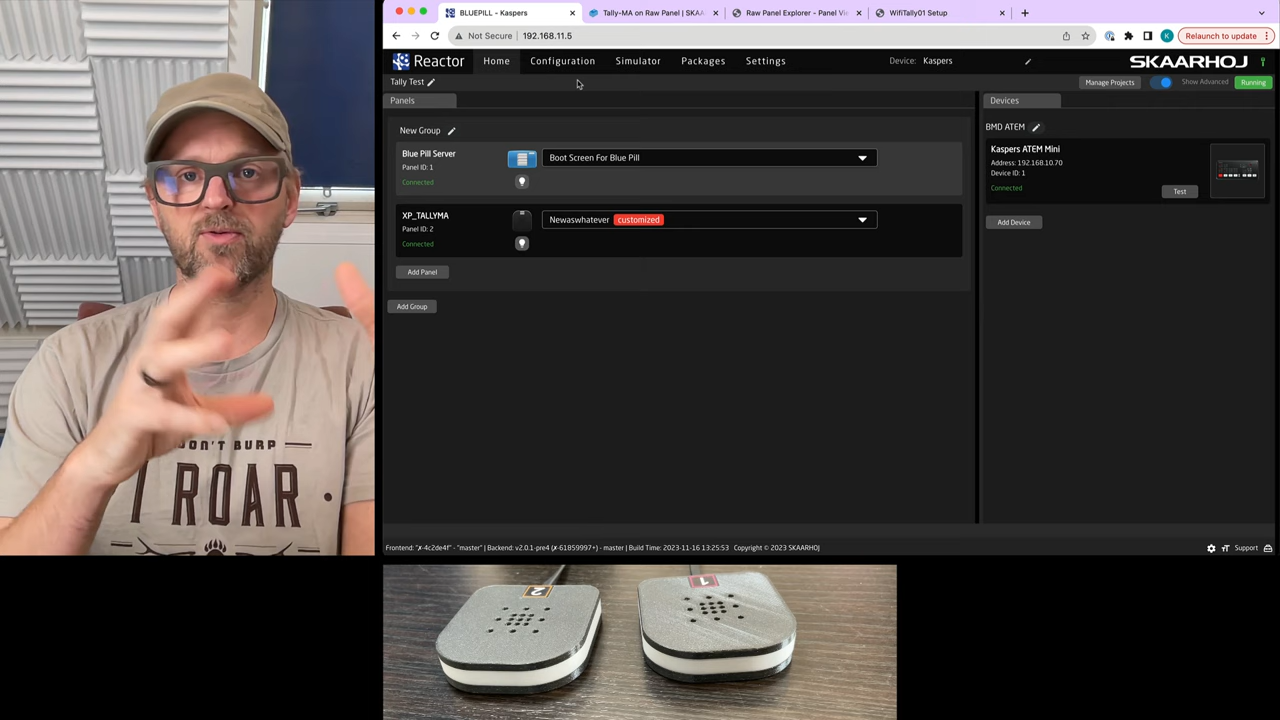 BLUEPILL - Kaspers
Tally-MA on Raw Panel | SKAA
Raw Panel Explorer - Panel Vi
WifiTally01 Setup
Not Secure
192.168.11.5
K
Relaunch to update
Reactor
Home
Configuration
Simulator
Packages
Settings
Device: Kaspers
SKAARHOJ
Tally Test
Manage Projects
Show Advanced
Running
Panels
Devices
New Group
BMD ATEM
Blue Pill Server
Panel ID: 1
Connected
Boot Screen For Blue Pill
Kaspers ATEM Mini
Address: 192.168.10.70
Device ID: 1
Connected
Test
XP_TALLYMA
Panel ID: 2
Connected
Newaswhatever customized
Add Device
Add Panel
Add Group
DON'T BURP
I ROAR
Frontend: "✗-4c2de4f" - "master" | Backend: v2.0.1-pre4 (✗-61859997+) - master | Build Time: 2023-11-16 13:25:53 Copyright © 2023 SKAARHOJ
Support
2
1